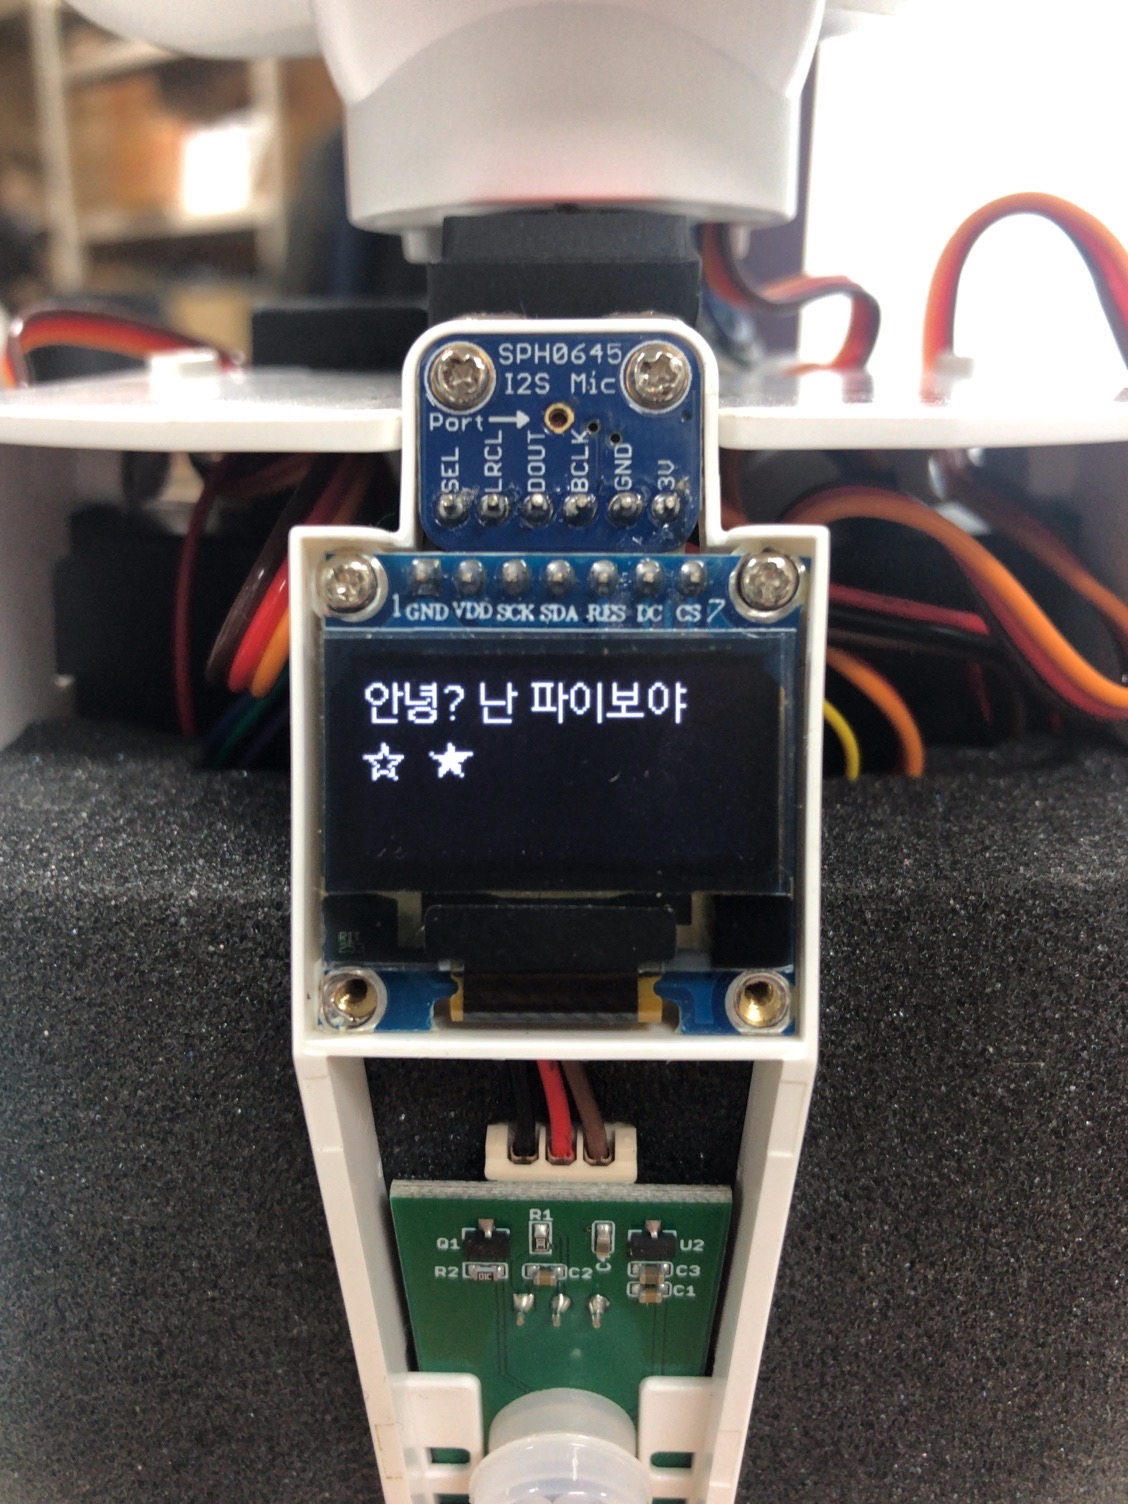 SPH0645
I2S Mic
Port→
SEL LRCL DOUT BCLK GND 3V
1 GND VDD SCK SDA RES DC CS 7
안녕? 난 파이보야
☆ ★
R1
Q1 U2
R2 C2 C3
C1